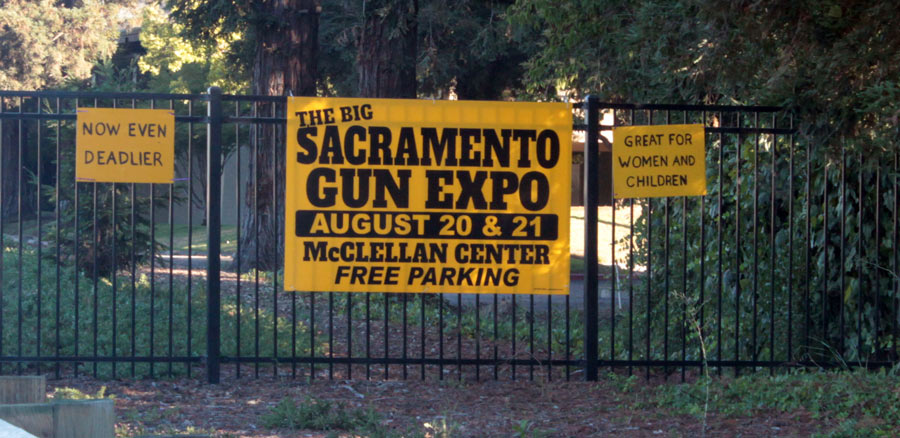 NOW EVEN
DEADLIER
THE BIG
SACRAMENTO
GUN EXPO
AUGUST 20 & 21
McCLELLAN CENTER
FREE PARKING
GREAT FOR
WOMEN AND
CHILDREN